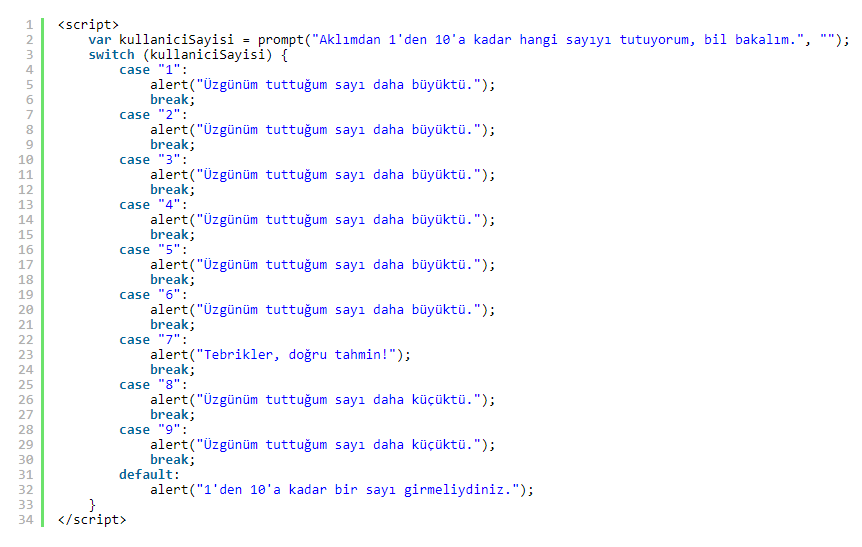 1 <script>
2 var kullaniciSayisi = prompt("Aklımdan 1'den 10'a kadar hangi sayıyı tutuyorum, bil bakalım.", "");
3 switch (kullaniciSayisi) {
4 case "1":
5 alert("Üzgünüm tuttuğum sayı daha büyüktü.");
6 break;
7 case "2":
8 alert("Üzgünüm tuttuğum sayı daha büyüktü.");
9 break;
10 case "3":
11 alert("Üzgünüm tuttuğum sayı daha büyüktü.");
12 break;
13 case "4":
14 alert("Üzgünüm tuttuğum sayı daha büyüktü.");
15 break;
16 case "5":
17 alert("Üzgünüm tuttuğum sayı daha büyüktü.");
18 break;
19 case "6":
20 alert("Üzgünüm tuttuğum sayı daha büyüktü.");
21 break;
22 case "7":
23 alert("Tebrikler, doğru tahmin!");
24 break;
25 case "8":
26 alert("Üzgünüm tuttuğum sayı daha küçüktü.");
27 break;
28 case "9":
29 alert("Üzgünüm tuttuğum sayı daha küçüktü.");
30 break;
31 default:
32 alert("1'den 10'a kadar bir sayı girmeliydiniz.");
33 }
34 </script>